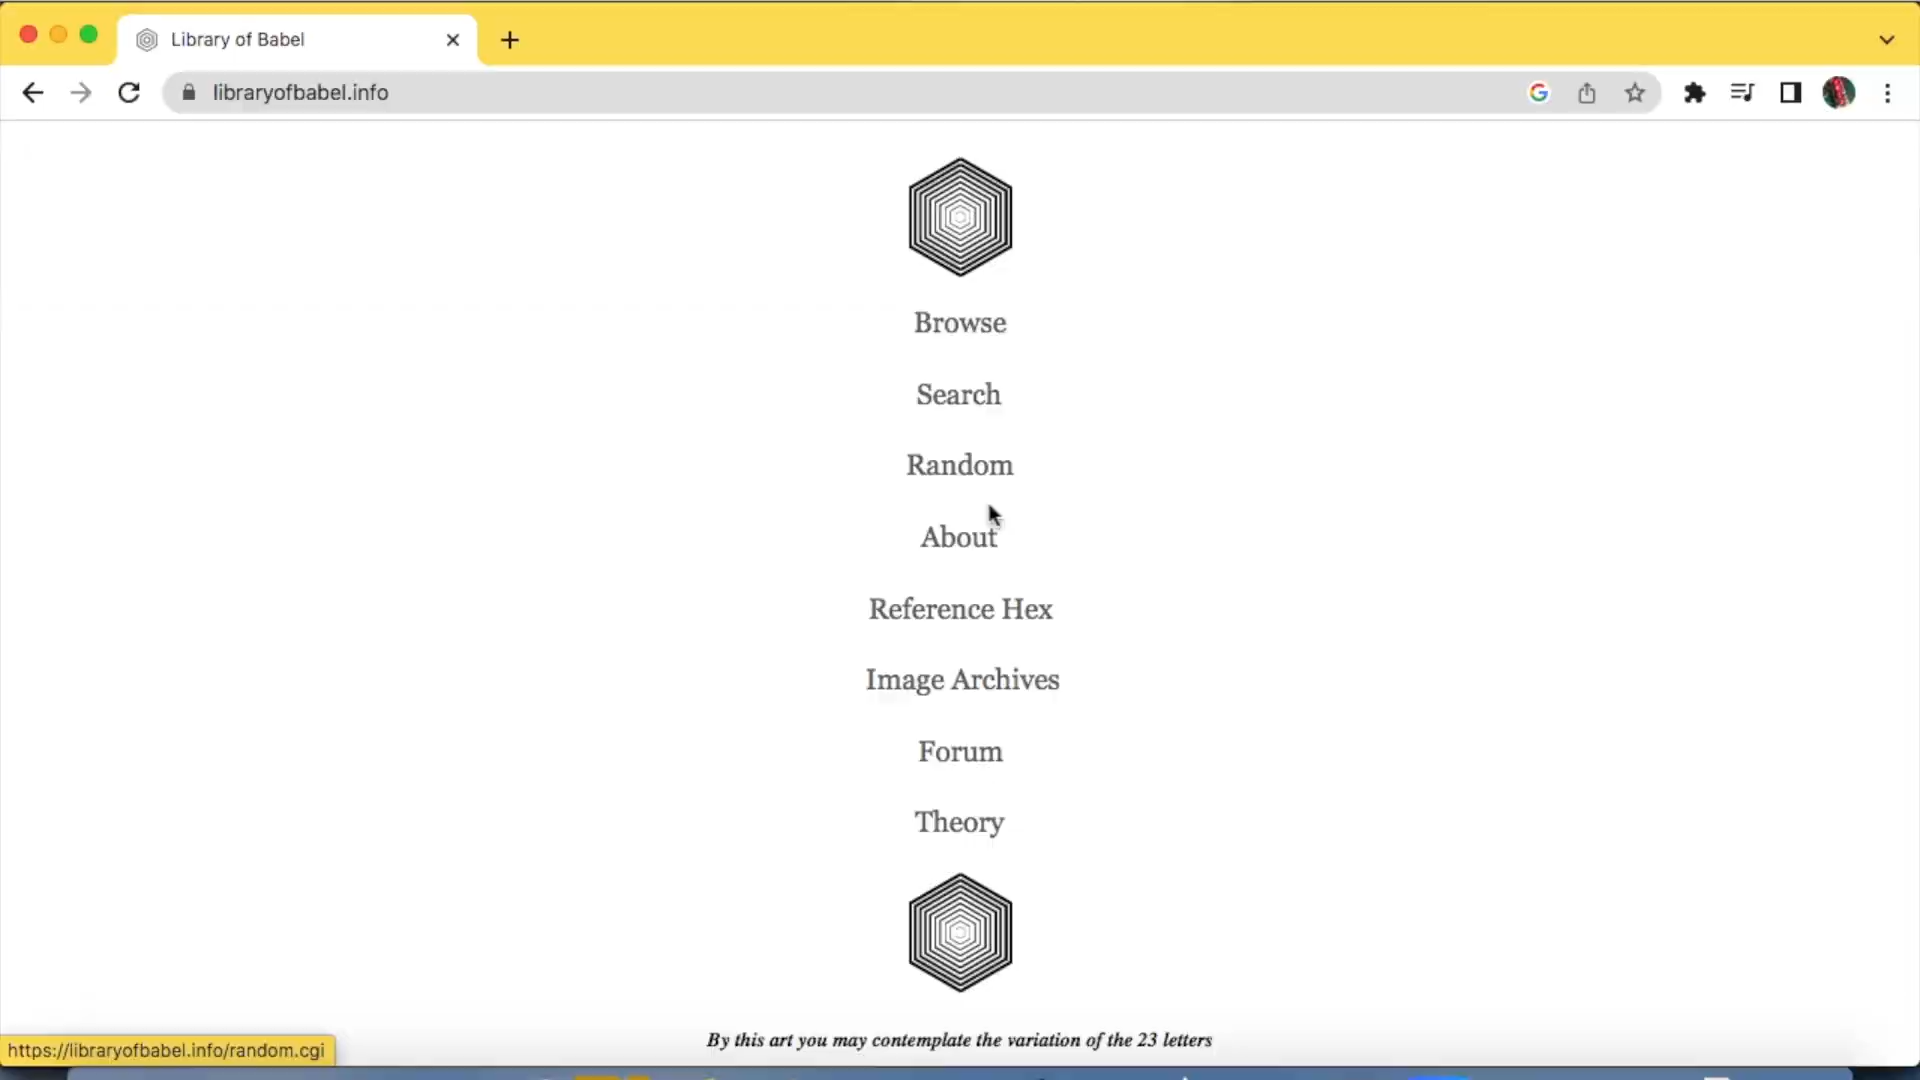 Library of Babel
libraryofbabel.info
Browse
Search
Random
About
Reference Hex
Image Archives
Forum
Theory
By this art you may contemplate the variation of the 23 letters
https://libraryofbabel.info/random.cgi